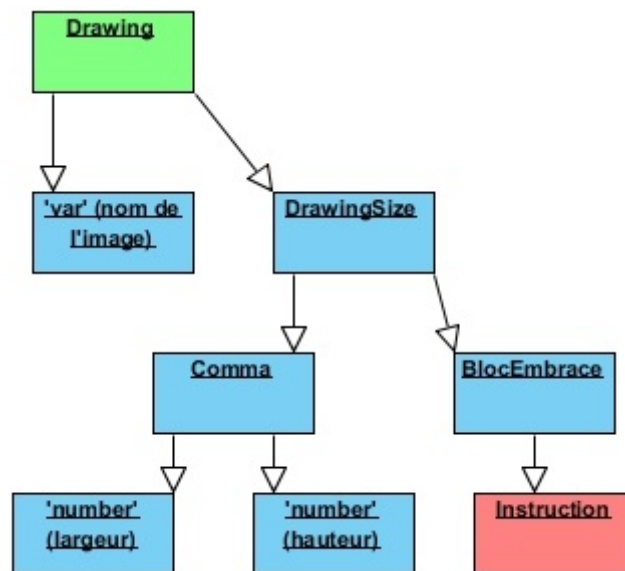 Drawing
'var' (nom de
l'image)
DrawingSize
Comma
BlocEmbrace
'number'
(largeur)
'number'
(hauteur)
Instruction